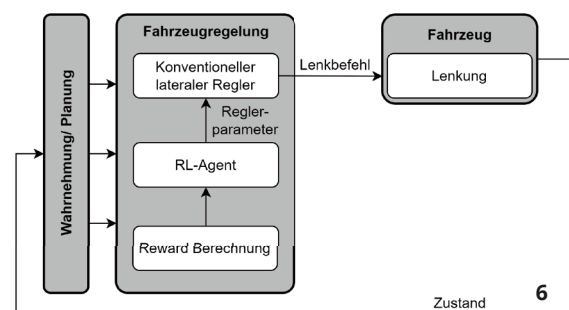 Wahrnehmung/ Planung
Fahrzeugregelung
Konventioneller
lateraler Regler
Regler-
parameter
RL-Agent
Reward Berechnung
Lenkbefehl
Fahrzeug
Lenkung
Zustand
6